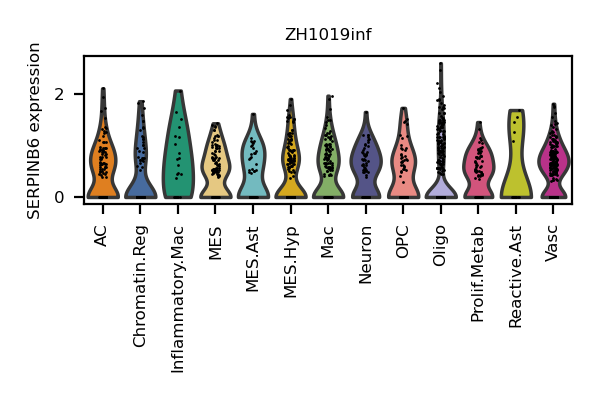 ZH1019inf
SERPINB6 expression
2
0
AC
Chromatin.Reg
Inflammatory.Mac
MES
MES.Ast
MES.Hyp
Mac
Neuron
OPC
Oligo
Prolif.Metab
Reactive.Ast
Vasc